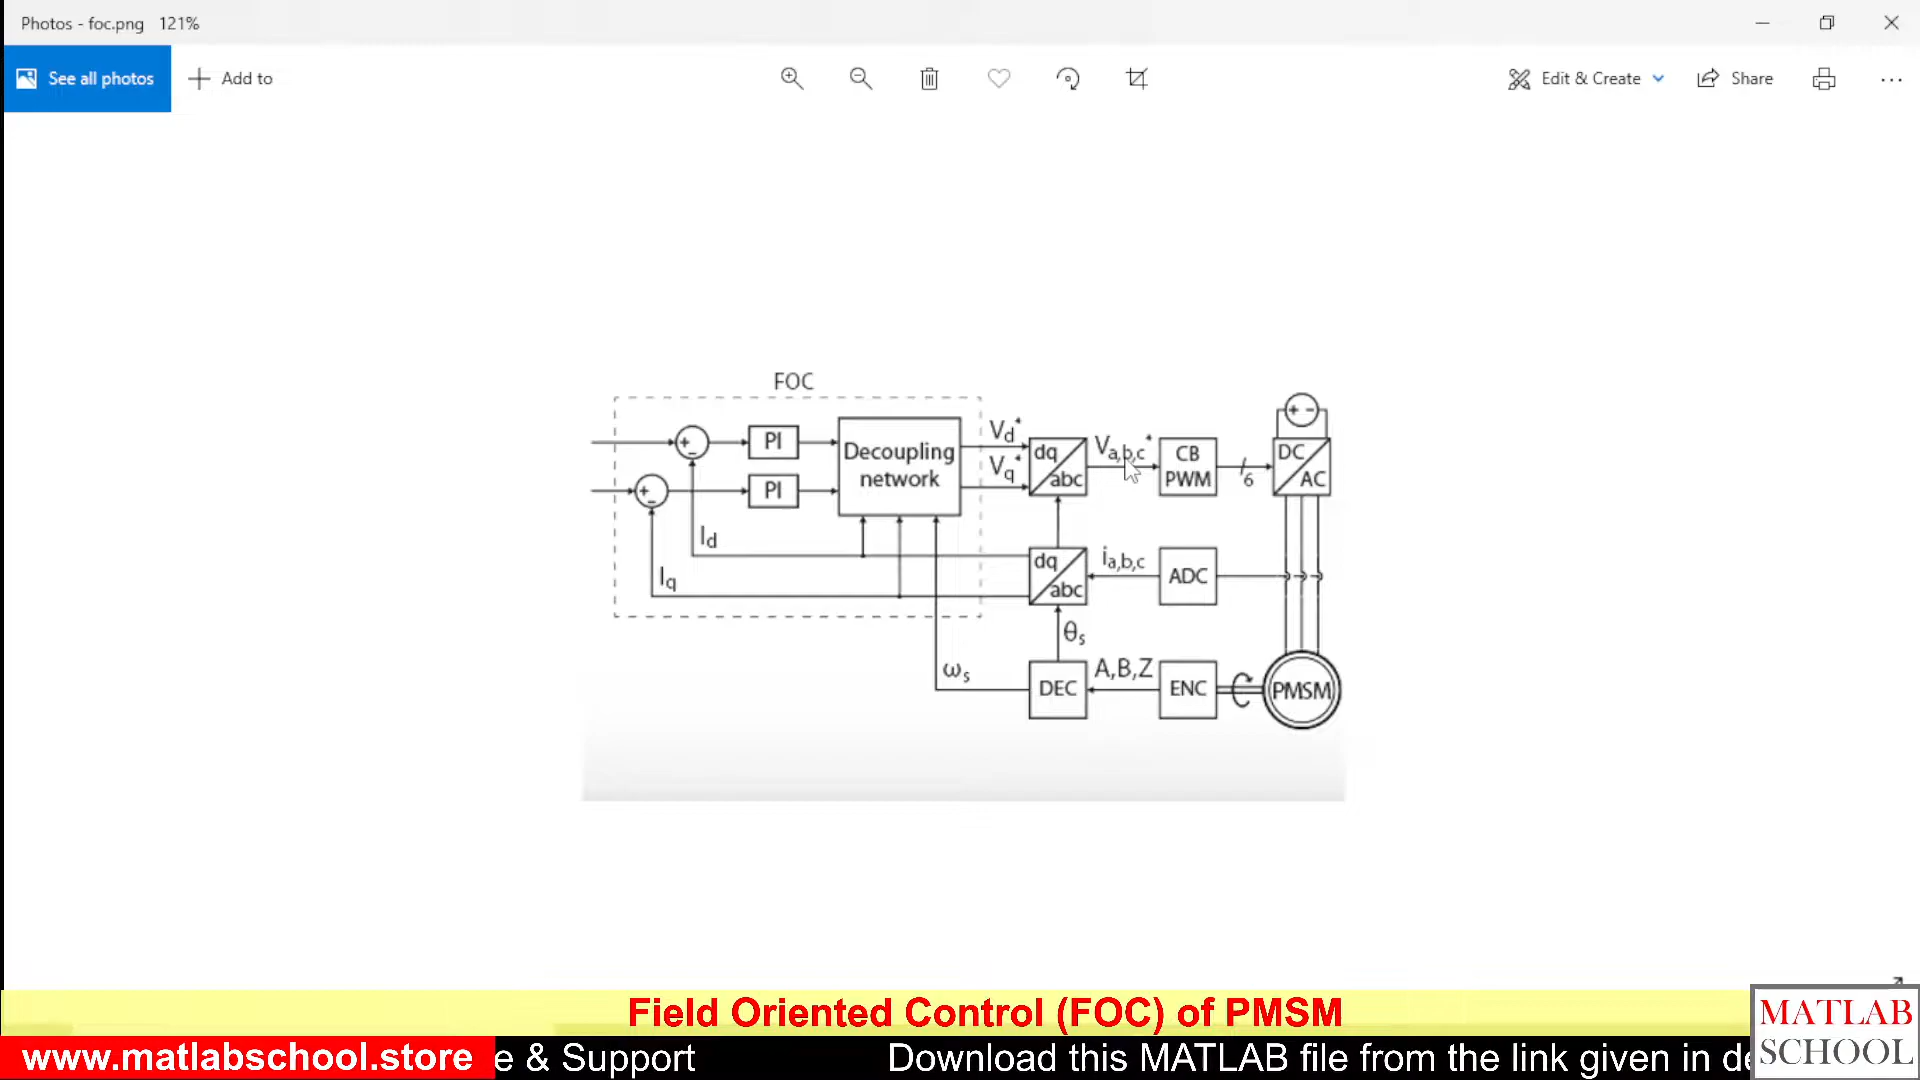 Photos - foc.png 121%
See all photos
Add to
Edit & Create
Share
FOC
PI
PI
Decoupling
network
Vd*
Vq*
dq
abc
Va,b,c*
CB
PWM
6
+ -
DC
AC
+
-
+
-
Id
Iq
dq
abc
ia,b,c
ADC
θs
ωs
DEC
A,B,Z
ENC
PMSM
Field Oriented Control (FOC) of PMSM
www.matlabschool.store
e & Support
Download this MATLAB file from the link given in de
MATLAB
SCHOOL